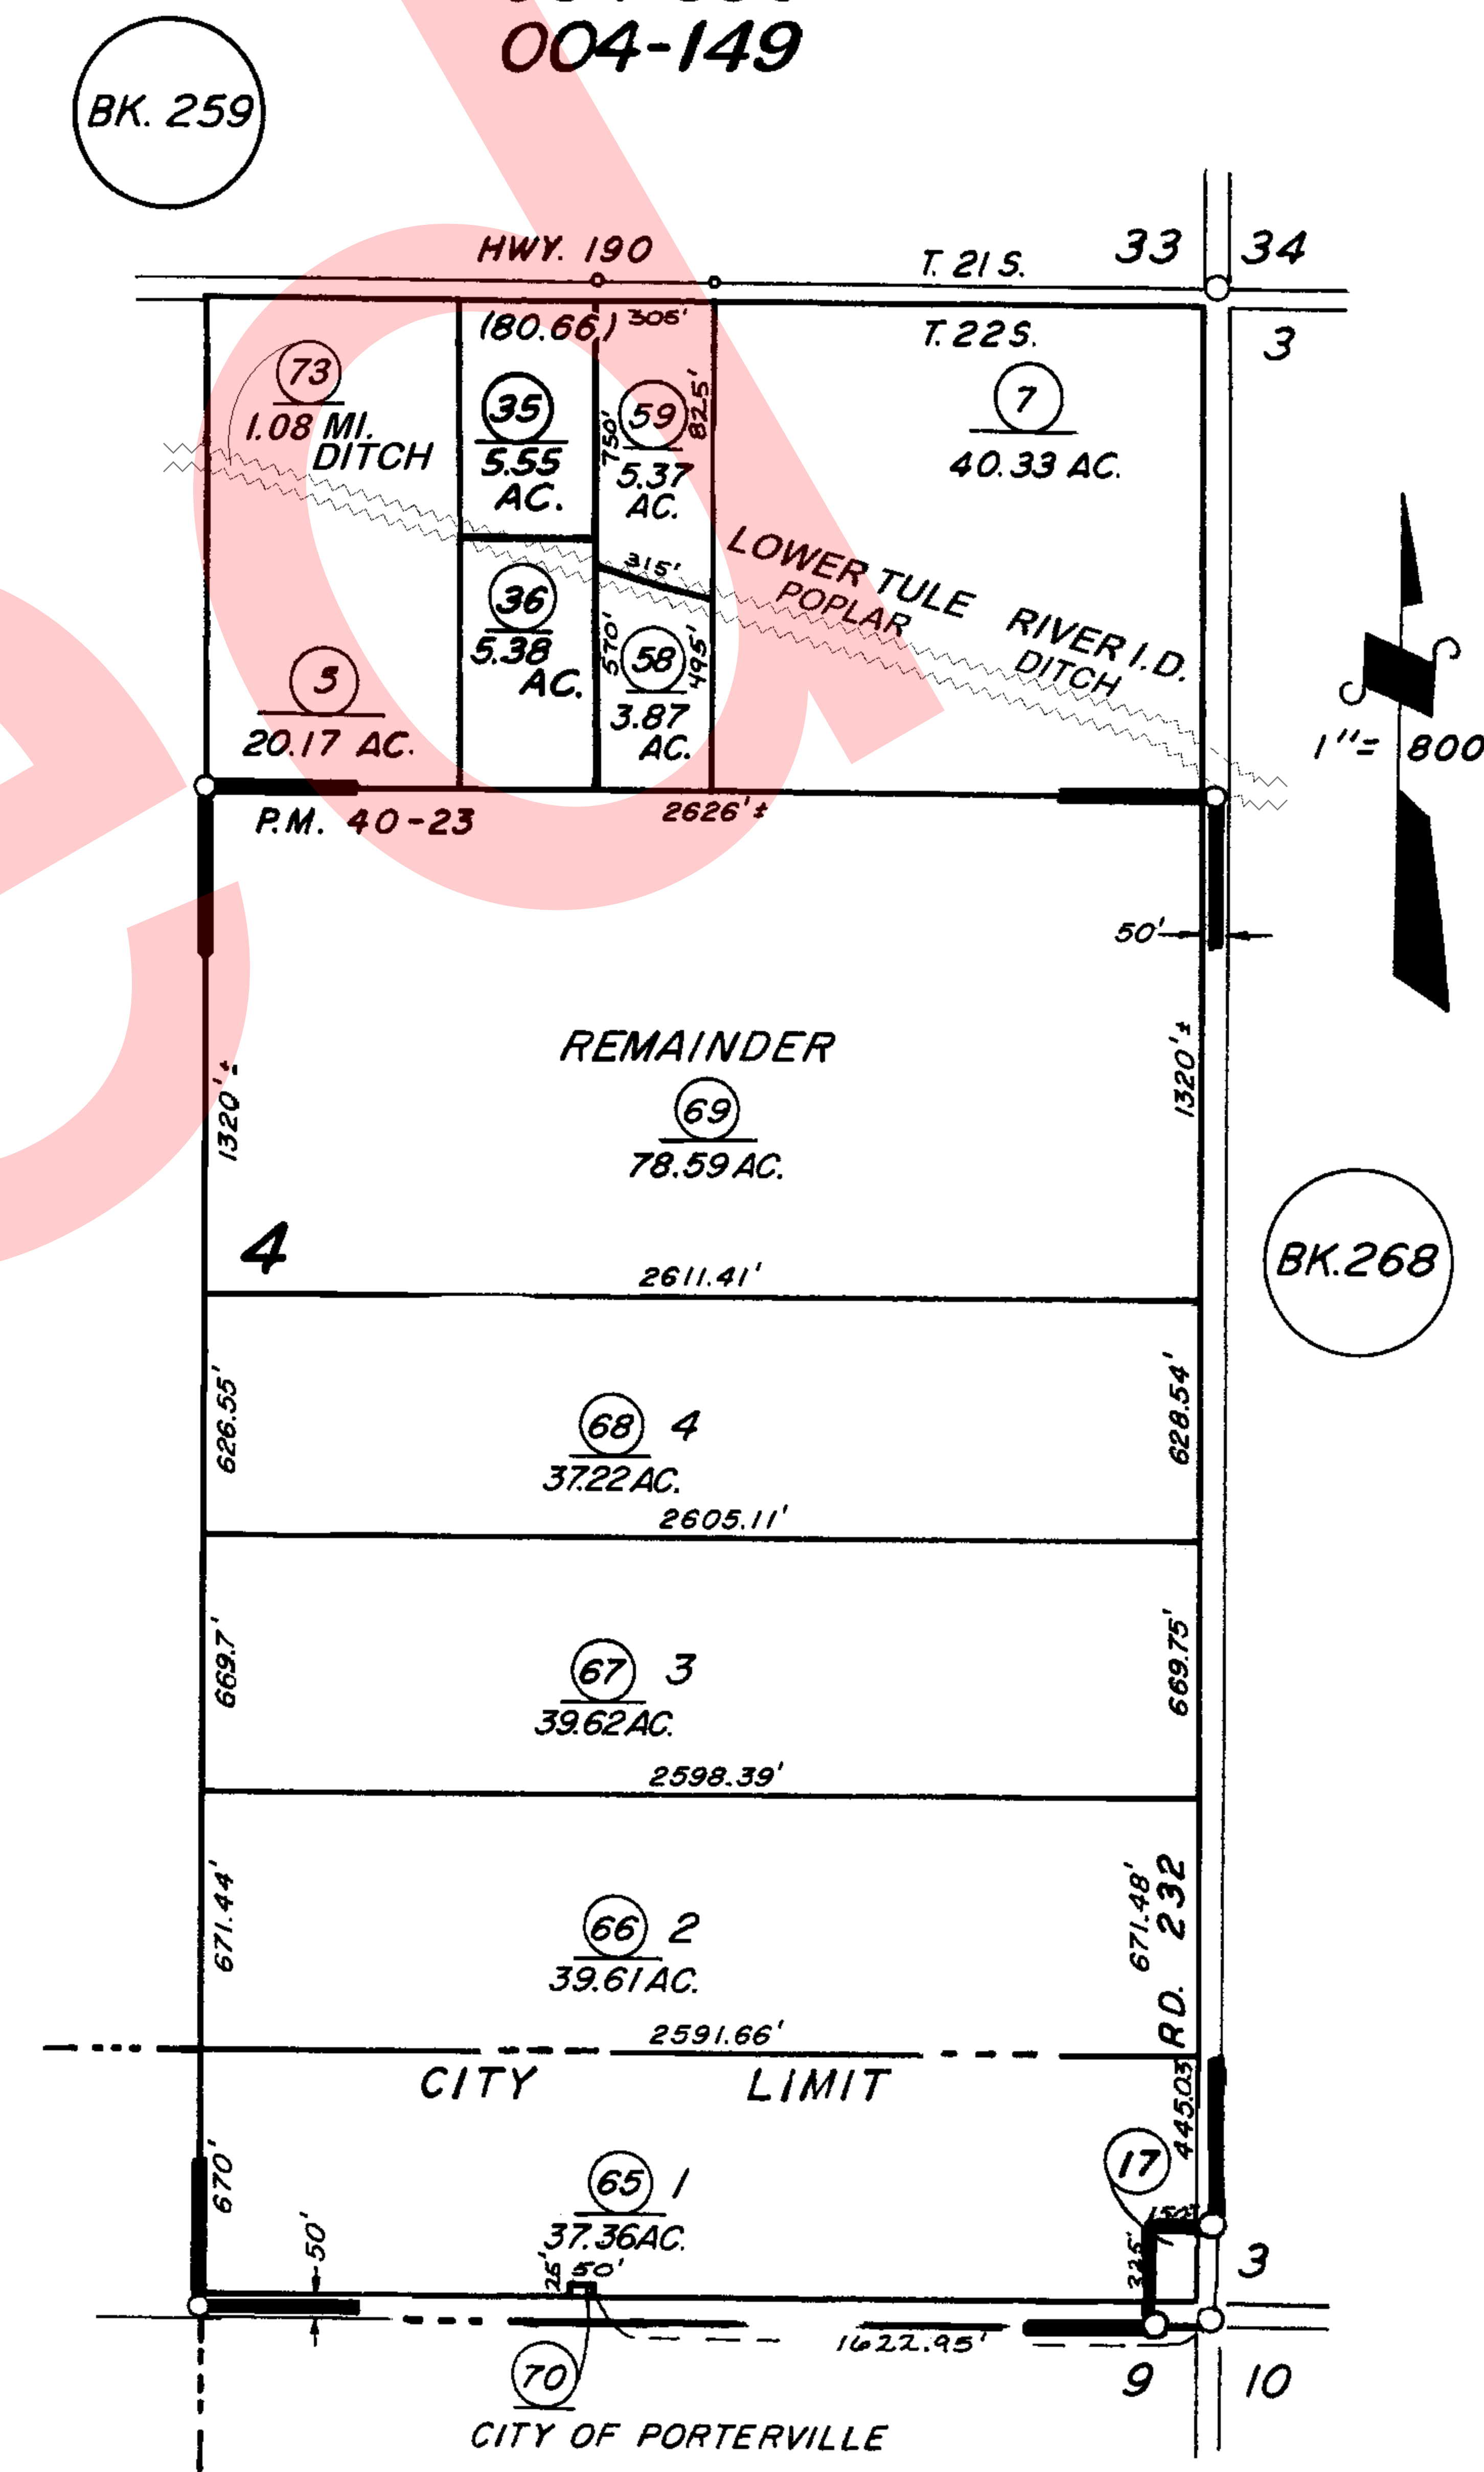 004-149
BK. 259
HWY. 190
T. 21 S.
33 34
(80.66) 305'
T. 22 S.
3
73
1.08 MI.
DITCH
35
5.55
AC.
750'
59
825'
5.37
AC.
7
40.33 AC.
315'
LOWER TULE RIVER I.D.
POPLAR DITCH
36
5.38
AC.
570'
58
495'
3.87
AC.
5
20.17 AC.
1"= 800
P.M. 40-23
2626'±
50'
1320'±
REMAINDER
1320'±
69
78.59 AC.
4
BK. 268
2611.41'
626.55'
68 4
628.54'
37.22 AC.
2605.11'
669.7'
67 3
669.75'
39.62 AC.
2598.39'
671.44'
66 2
671.48'
RD. 232
39.61 AC.
2591.66'
CITY LIMIT
445.03'
670'
65 1
17
37.36 AC.
50'
25' 50'
325'
3
1622.95'
70
9 10
CITY OF PORTERVILLE